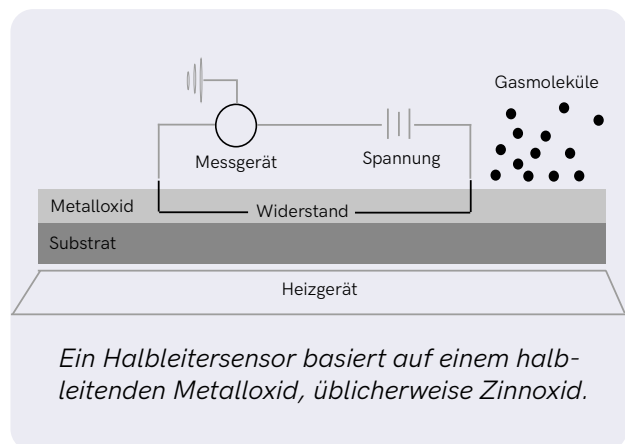 Gasmoleküle
Messgerät
Spannung
Metalloxid
Widerstand
Substrat
Heizgerät
Ein Halbleitersensor basiert auf einem halb-
leitenden Metalloxid, üblicherweise Zinnoxid.